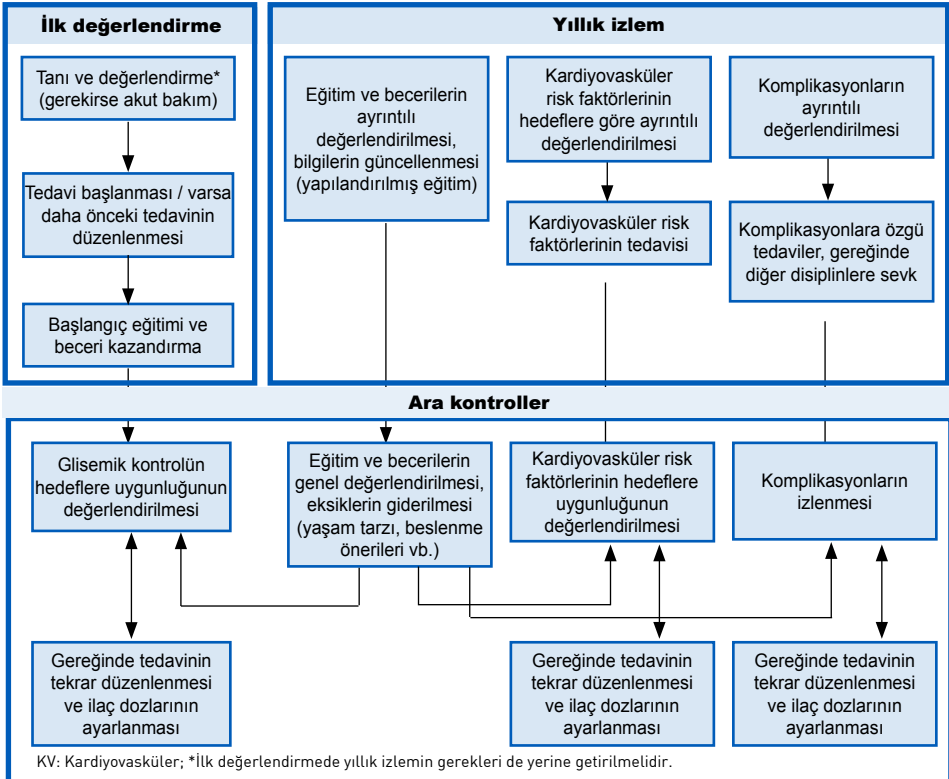 İlk değerlendirme
Tanı ve değerlendirme*
(gerekirse akut bakım)
Tedavi başlanması / varsa
daha önceki tedavinin
düzenlenmesi
Başlangıç eğitimi ve
beceri kazandırma
Yıllık izlem
Eğitim ve becerilerin
ayrıntılı
değerlendirilmesi,
bilgilerin güncellenmesi
(yapılandırılmış eğitim)
Kardiyovasküler
risk faktörlerinin
hedeflere göre ayrıntılı
değerlendirilmesi
Kardiyovasküler risk
faktörlerinin tedavisi
Komplikasyonların
ayrıntılı
değerlendirilmesi
Komplikasyonlara özgü
tedaviler, gereğinde
diğer disiplinlere sevk
Ara kontroller
Glisemik kontrolün
hedeflere uygunluğunun
değerlendirilmesi
Eğitim ve becerilerin
genel değerlendirilmesi,
eksiklerin giderilmesi
(yaşam tarzı, beslenme
önerileri vb.)
Kardiyovasküler risk
faktörlerinin hedeflere
uygunluğunun
değerlendirilmesi
Komplikasyonların
izlenmesi
Gereğinde tedavinin
tekrar düzenlenmesi
ve ilaç dozlarının
ayarlanması
Gereğinde tedavinin
tekrar düzenlenmesi
ve ilaç dozlarının
ayarlanması
Gereğinde tedavinin
tekrar düzenlenmesi
ve ilaç dozlarının
ayarlanması
KV: Kardiyovasküler; *İlk değerlendirmede yıllık izlemin gerekleri de yerine getirilmelidir.